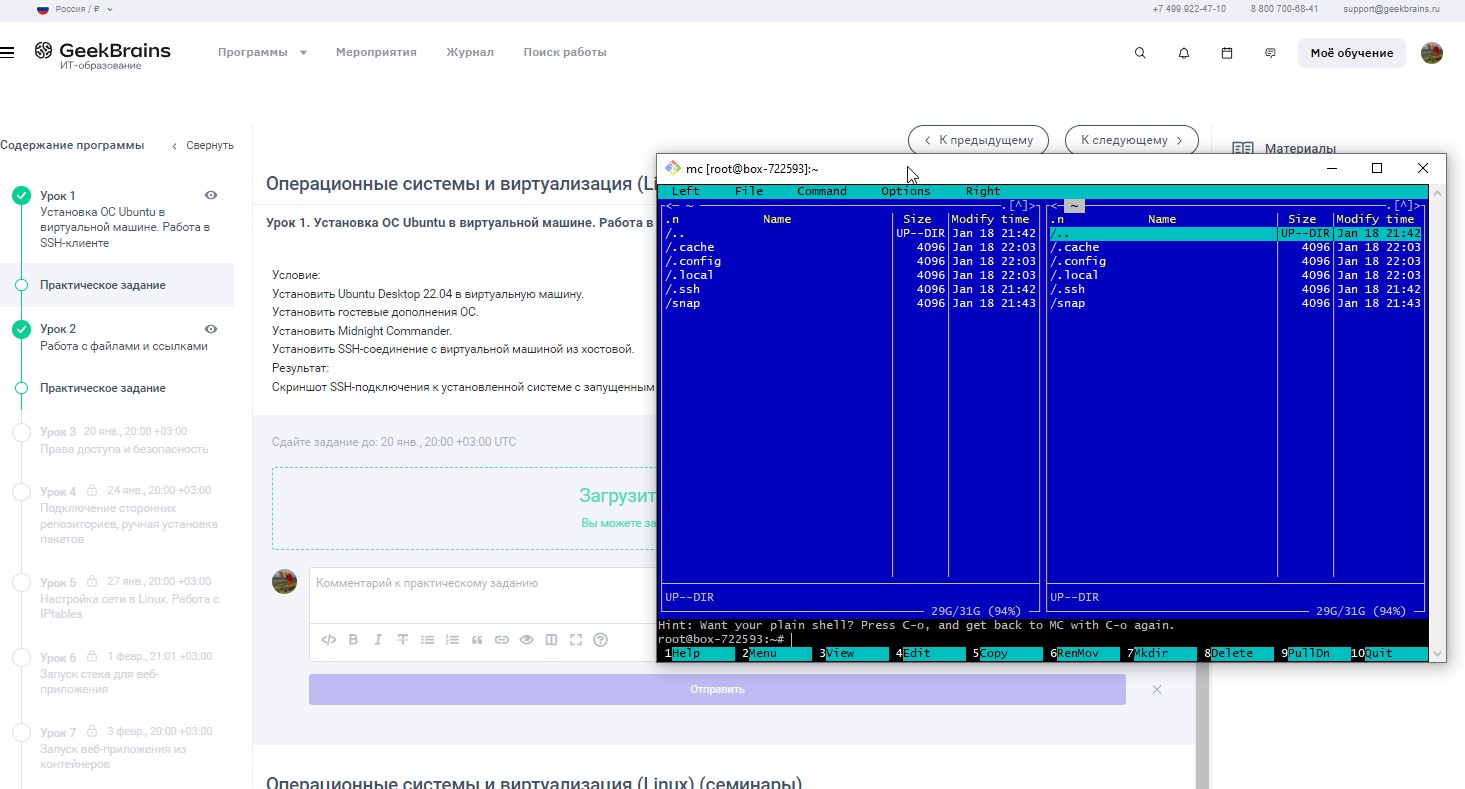 Россия / ₽
+7 499 922-47-10 8 800 700-68-41 support@geekbrains.ru
GeekBrains
ИТ-образование
Программы Мероприятия Журнал Поиск работы
Моё обучение
Содержание программы
Свернуть
Урок 1
Установка ОС Ubuntu в
виртуальной машине. Работа в
SSH-клиенте
Практическое задание
Урок 2
Работа с файлами и ссылками
Практическое задание
Урок 3 20 янв., 20:00 +03:00
Права доступа и безопасность
Урок 4 24 янв., 20:00 +03:00
Подключение сторонних
репозиториев, ручная установка
пакетов
Урок 5 27 янв., 20:00 +03:00
Настройка сети в Linux. Работа с
IPtables
Урок 6 1 февр., 21:01 +03:00
Запуск стека для веб-
приложения
Урок 7 3 февр., 20:00 +03:00
Запуск веб-приложения из
контейнеров
К предыдущему К следующему
Материалы
Операционные системы и виртуализация (Li
Урок 1. Установка ОС Ubuntu в виртуальной машине. Работа в
Условие:
Установить Ubuntu Desktop 22.04 в виртуальную машину.
Установить гостевые дополнения ОС.
Установить Midnight Commander.
Установить SSH-соединение с виртуальной машиной из хостовой.
Результат:
Скриншот SSH-подключения к установленной системе с запущенным
Сдайте задание до: 20 янв., 20:00 +03:00 UTC
Загрузит
Вы можете за
Комментарий к практическому заданию
Отправить
Операционные системы и виртуализация (Linux) (семинары)
mc [root@box-722593]:~
Left File Command Options Right
<─ ~ .[^]> <─ ~ .[^]>
.n Name Size Modify time .n Name Size Modify time
/.. UP--DIR Jan 18 21:42 /.. UP--DIR Jan 18 21:42
/.cache 4096 Jan 18 22:03 /.cache 4096 Jan 18 22:03
/.config 4096 Jan 18 22:03 /.config 4096 Jan 18 22:03
/.local 4096 Jan 18 22:03 /.local 4096 Jan 18 22:03
/.ssh 4096 Jan 18 21:42 /.ssh 4096 Jan 18 21:42
/snap 4096 Jan 18 21:43 /snap 4096 Jan 18 21:43
UP--DIR UP--DIR
29G/31G (94%) 29G/31G (94%)
Hint: Want your plain shell? Press C-o, and get back to MC with C-o again.
root@box-722593:~#
1Help 2Menu 3View 4Edit 5Copy 6RenMov 7Mkdir 8Delete 9PullDn 10Quit